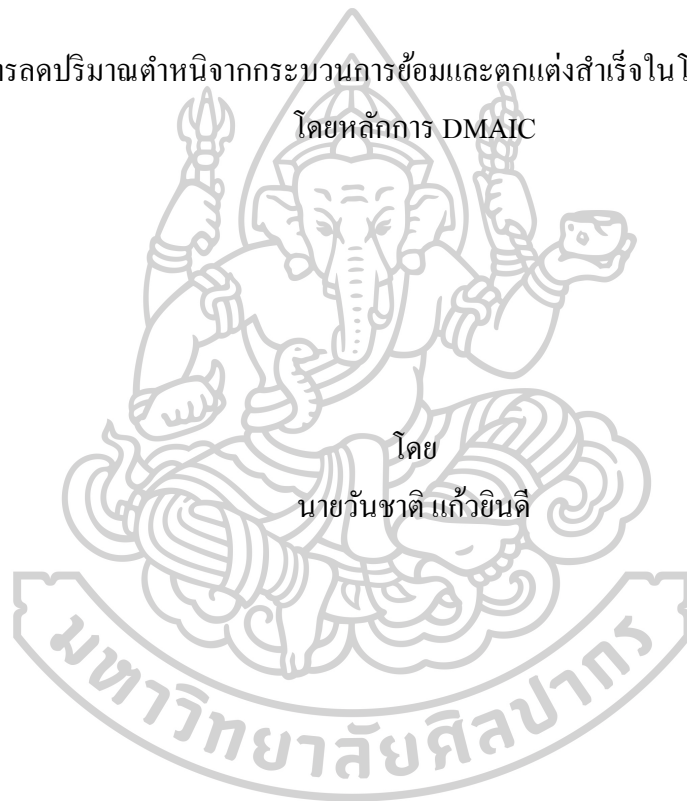 ารลดปริมาณตำหนิจากกระบวนการย้อมและตกแต่งสำเร็จในโ
โดยหลักการ DMAIC
โดย
นายวันชาติ แก้วยินดี
มหาวิทยาลัยศิลปากร